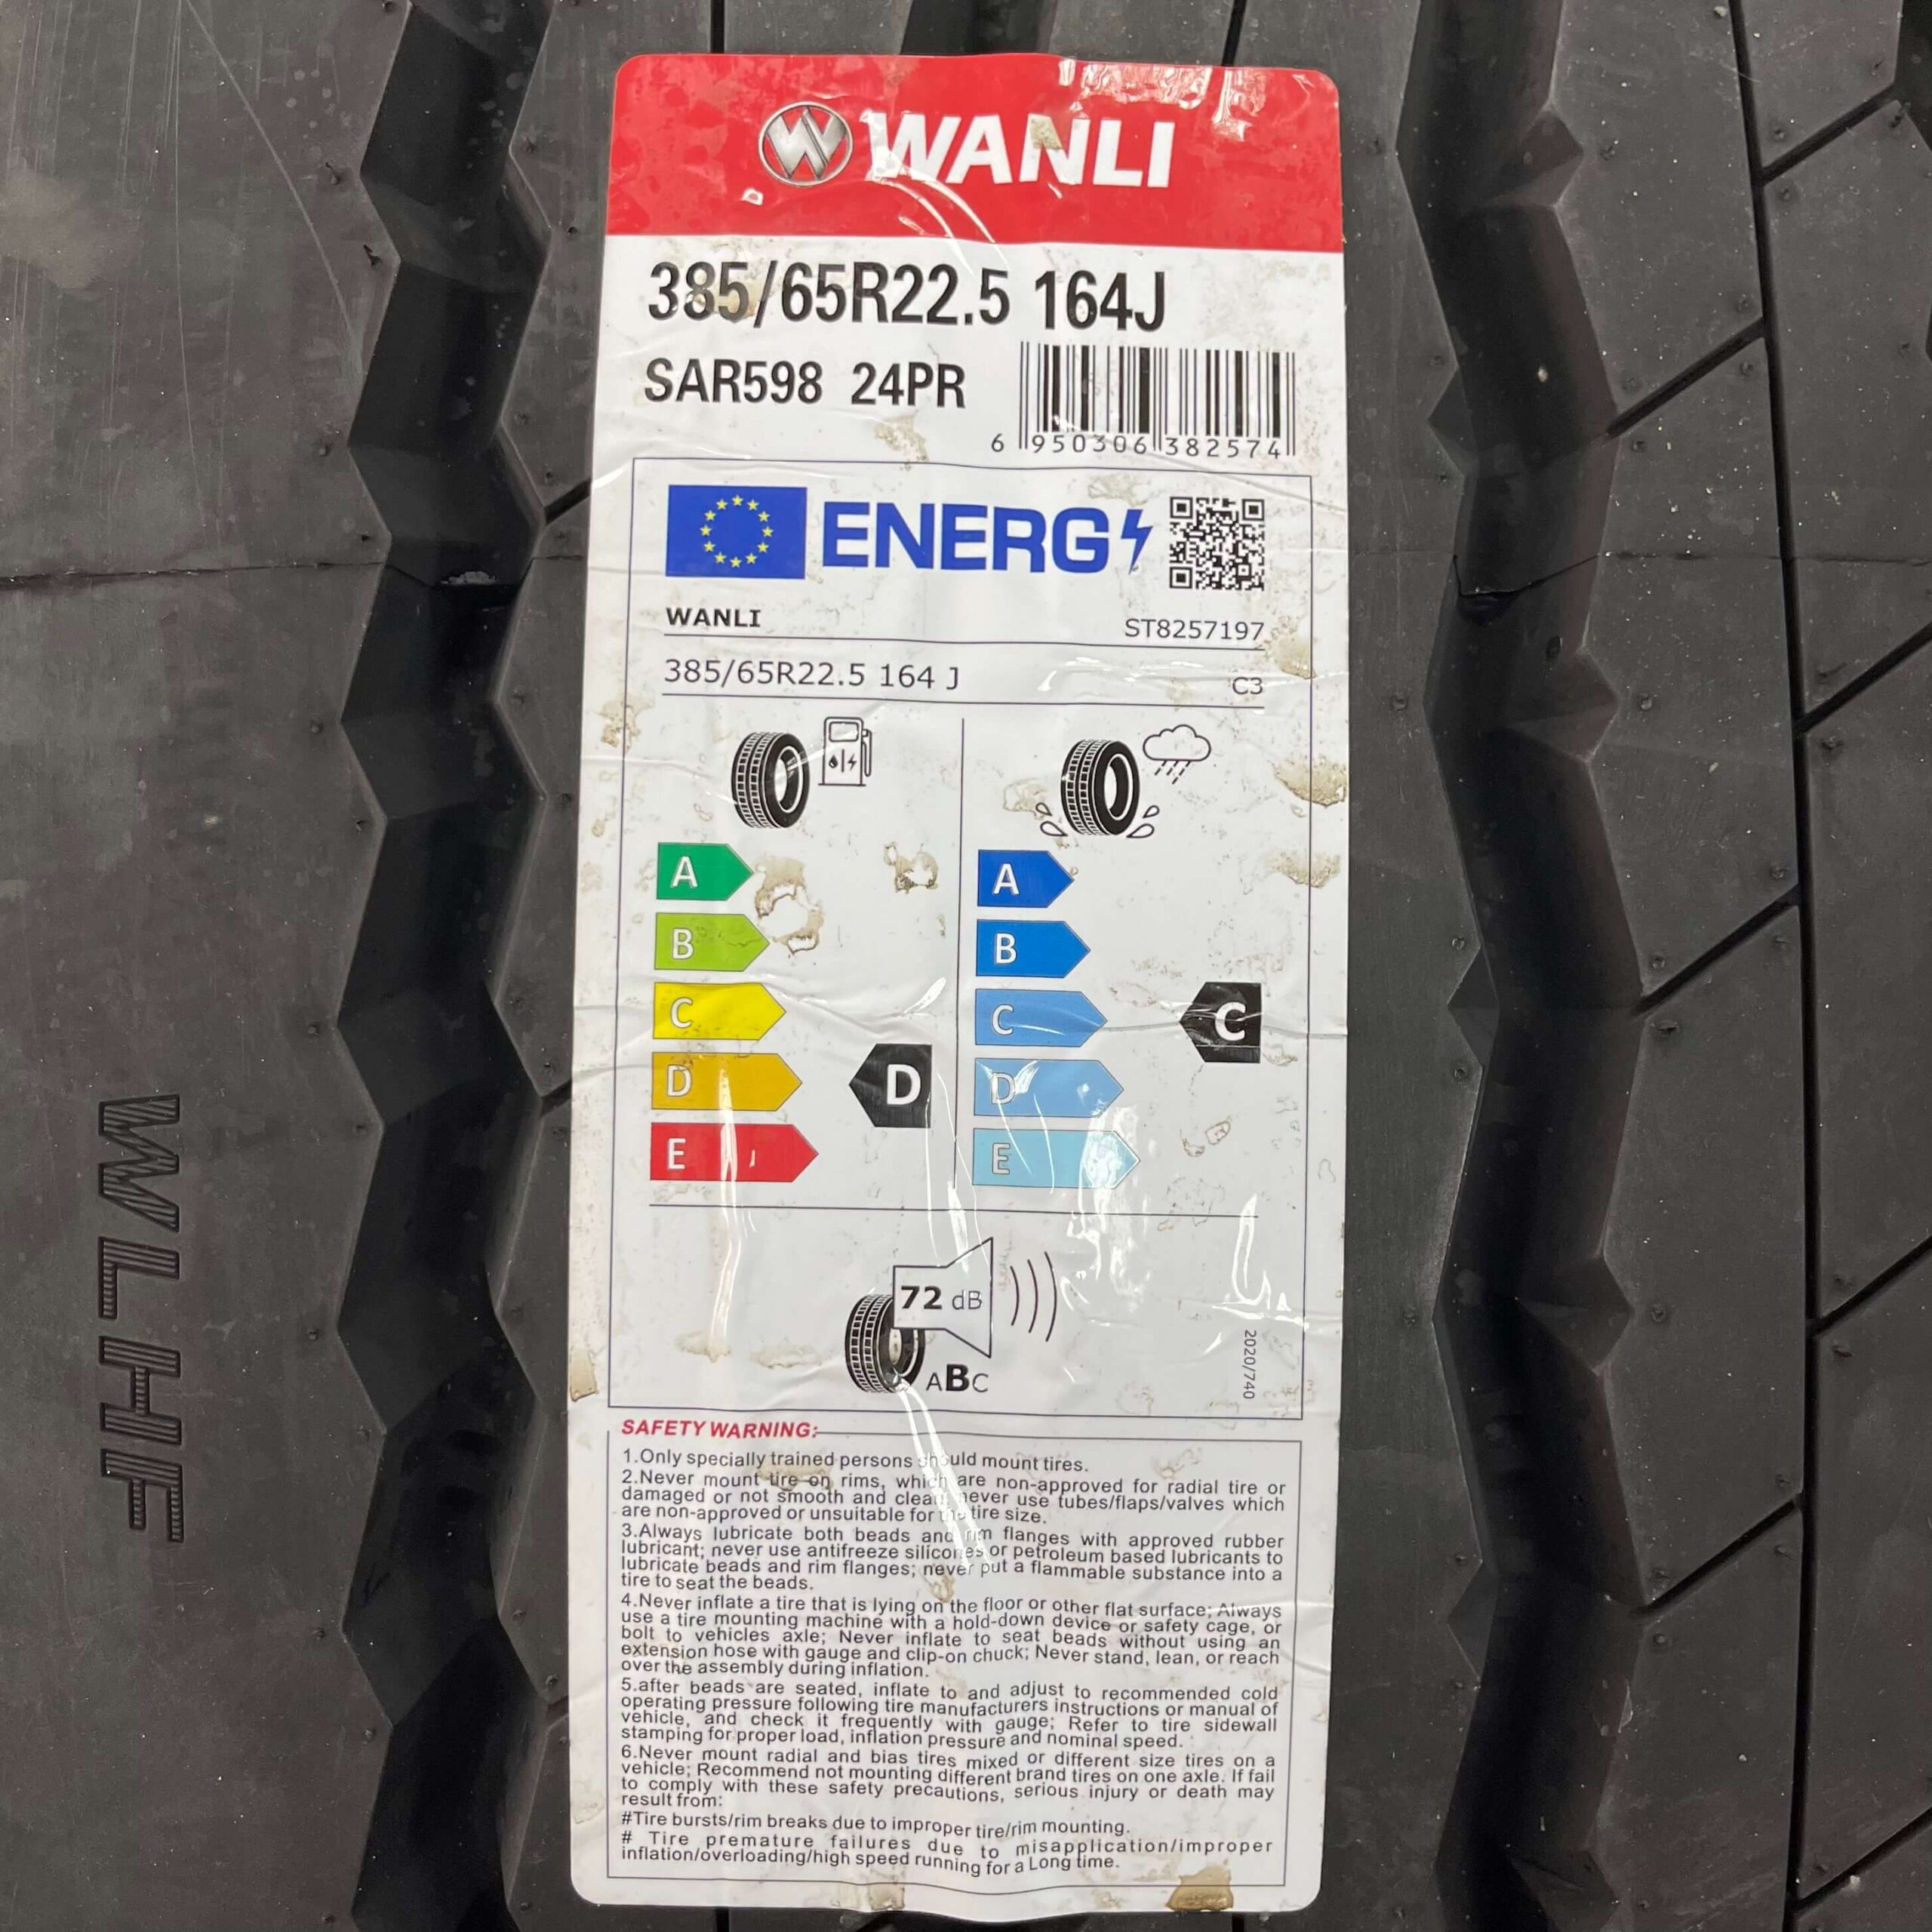 WANLI
385/65R22.5 164J
SAR598 24PR
6 950306 382574
ENERG
WANLI ST8257197
385/65R22.5 164 J C3
A A
B B
C C C
D D D
E E
72 dB
ABC
2020/740
SAFETY WARNING:
1.Only specially trained persons should mount tires.
2.Never mount tire on rims, which are non-approved for radial tire or
damaged or not smooth and clean; never use tubes/flaps/valves which
are non-approved or unsuitable for the tire size.
3.Always lubricate both beads and rim flanges with approved rubber
lubricant; never use antifreeze silicones or petroleum based lubricants to
lubricate beads and rim flanges; never put a flammable substance into a
tire to seat the beads.
4.Never inflate a tire that is lying on the floor or other flat surface; Always
use a tire mounting machine with a hold-down device or safety cage, or
bolt to vehicles axle; Never inflate to seat beads without using an
extension hose with gauge and clip-on chuck; Never stand, lean, or reach
over the assembly during inflation.
5.after beads are seated, inflate to and adjust to recommended cold
operating pressure following tire manufacturers instructions or manual of
vehicle, and check it frequently with gauge; Refer to tire sidewall
stamping for proper load, inflation pressure and nominal speed.
6.Never mount radial and bias tires mixed or different size tires on a
vehicle; Recommend not mounting different brand tires on one axle. If fail
to comply with these safety precautions, serious injury or death may
result from:
#Tire bursts/rim breaks due to improper tire/rim mounting.
# Tire premature failures due to misapplication/improper
inflation/overloading/high speed running for a Long time.
WLHF